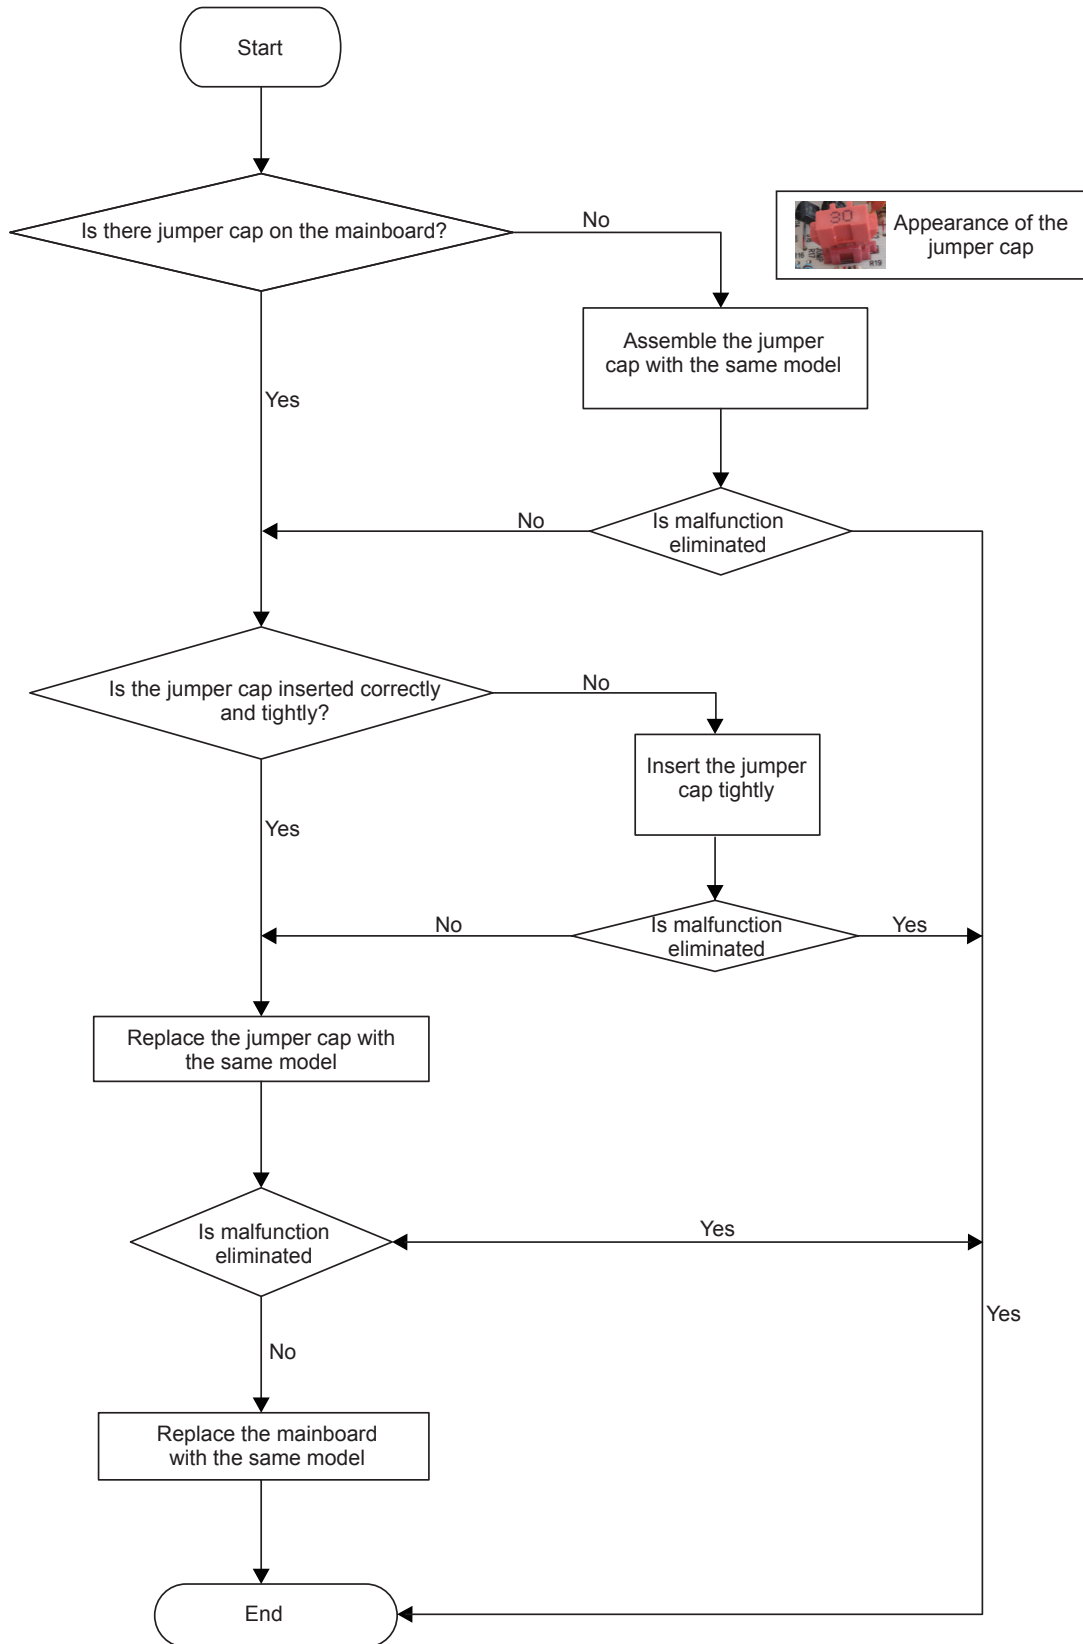 Start
Is there jumper cap on the mainboard?
No
30
R19
Appearance of the
jumper cap
Assemble the jumper
cap with the same model
Yes
No
Is malfunction
eliminated
Is the jumper cap inserted correctly
and tightly?
No
Insert the jumper
cap tightly
Yes
No
Is malfunction
eliminated
Yes
Replace the jumper cap with
the same model
Is malfunction
eliminated
Yes
Yes
No
Replace the mainboard
with the same model
End